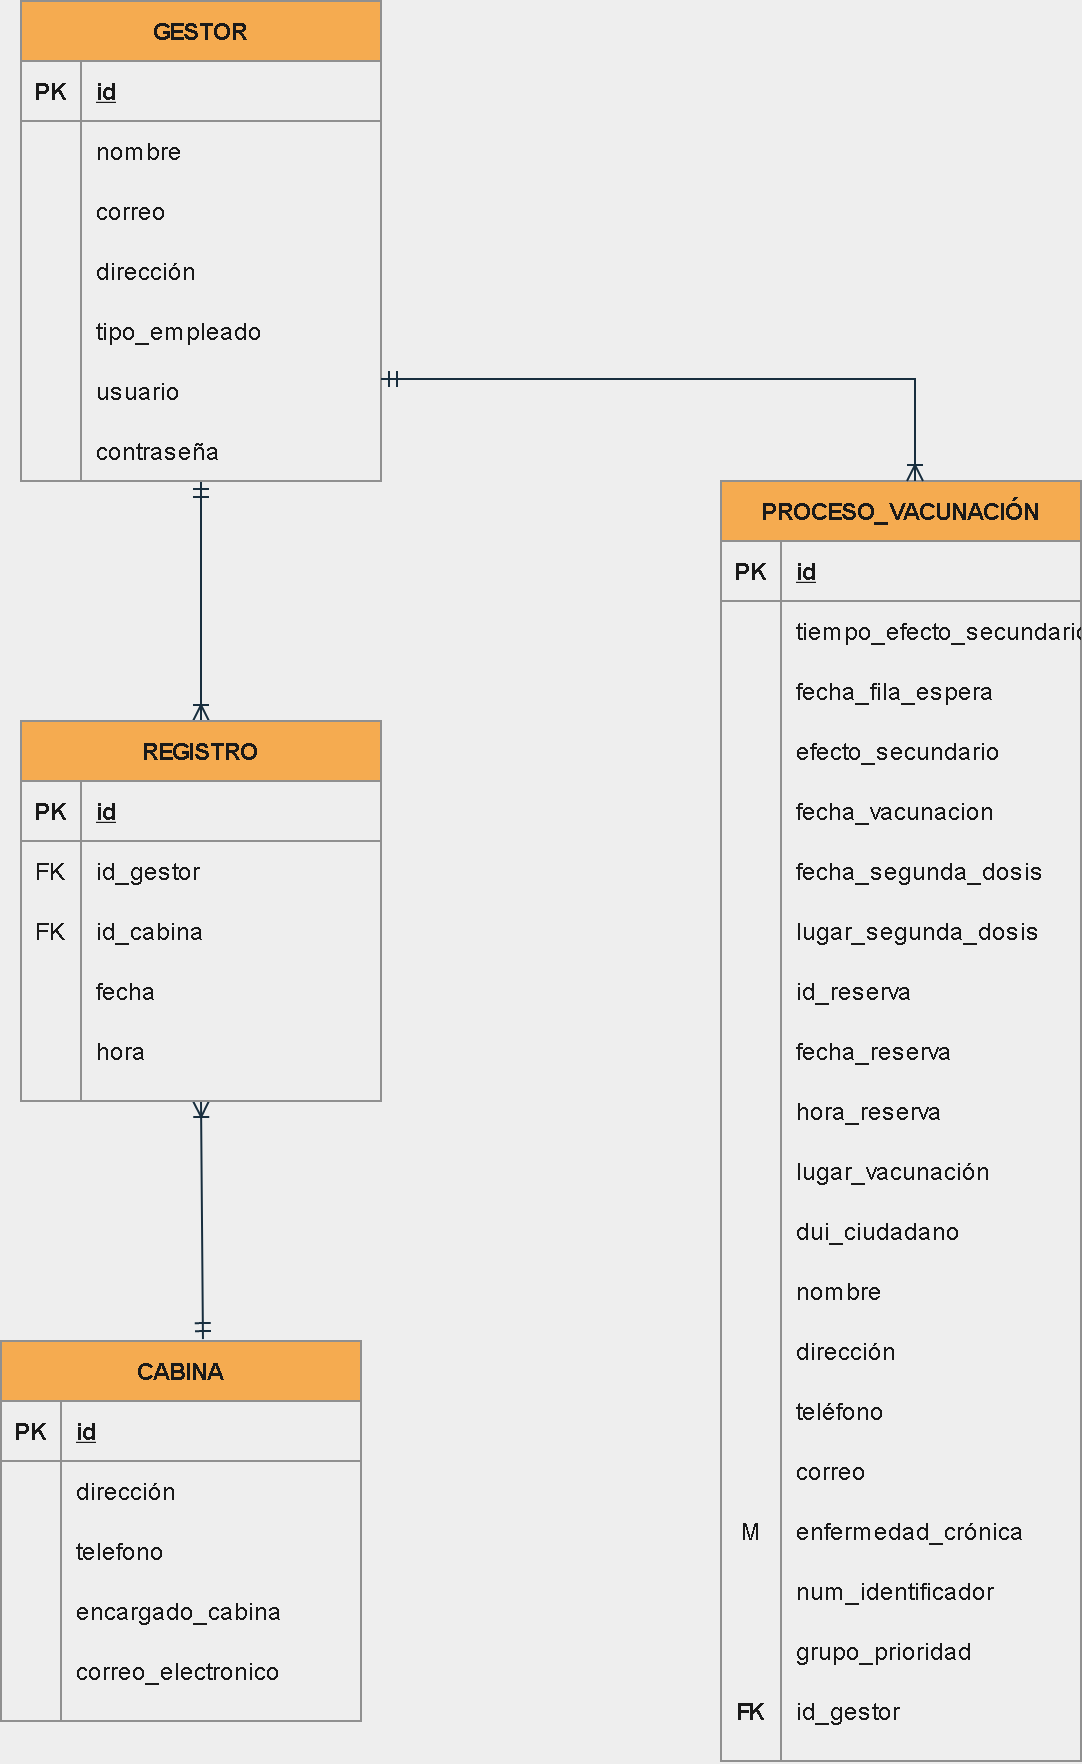 GESTOR
PK id
nombre
correo
dirección
tipo_empleado
usuario
contraseña
PROCESO_VACUNACIÓN
PK id
tiempo_efecto_secundario
fecha_fila_espera
efecto_secundario
fecha_vacunacion
fecha_segunda_dosis
lugar_segunda_dosis
id_reserva
fecha_reserva
hora_reserva
lugar_vacunación
dui_ciudadano
nombre
dirección
teléfono
correo
M enfermedad_crónica
num_identificador
grupo_prioridad
FK id_gestor
REGISTRO
PK id
FK id_gestor
FK id_cabina
fecha
hora
CABINA
PK id
dirección
telefono
encargado_cabina
correo_electronico